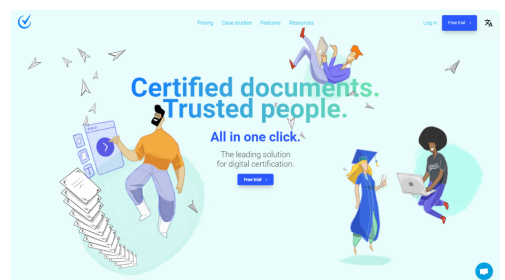 Pricing Case studies Features Resources
Log in Free trial
Certified documents.
Trusted people.
All in one click.
The leading solution
for digital certification.
Free trial